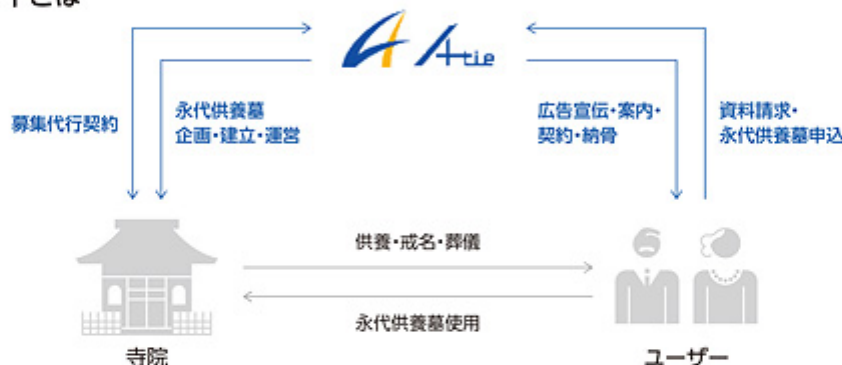 トとは
Atie
募集代行契約
永代供養墓
企画・建立・運営
広告宣伝・案内・
契約・納骨
資料請求・
永代供養墓申込
供養・戒名・葬儀
永代供養墓使用
寺院
ユーザー